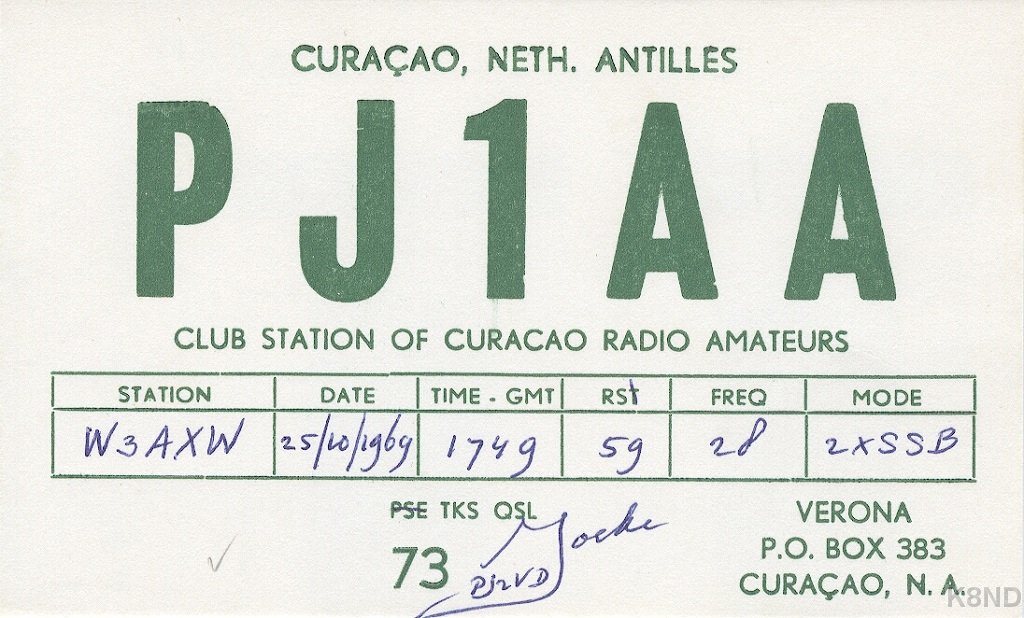 CURAÇAO, NETH. ANTILLES
PJ1AA
CLUB STATION OF CURACAO RADIO AMATEURS
STATION DATE TIME - GMT RST FREQ MODE
W3AXW 25/10/1969 1749 59 28 2XSSB
PSE TKS QSL
73
PJ2VD
VERONA
P.O. BOX 383
CURAÇAO, N. A.
K8ND